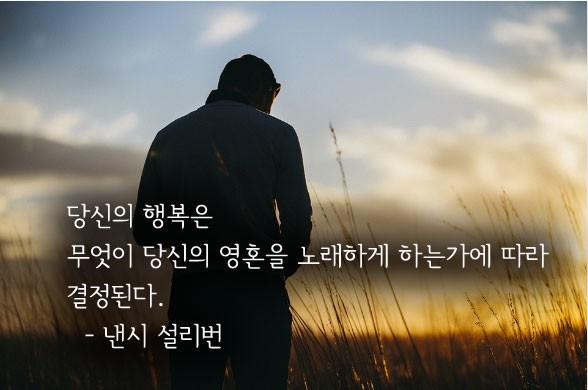 당신의 행복은
무엇이 당신의 영혼을 노래하게 하는가에 따라
결정된다.
- 낸시 설리번